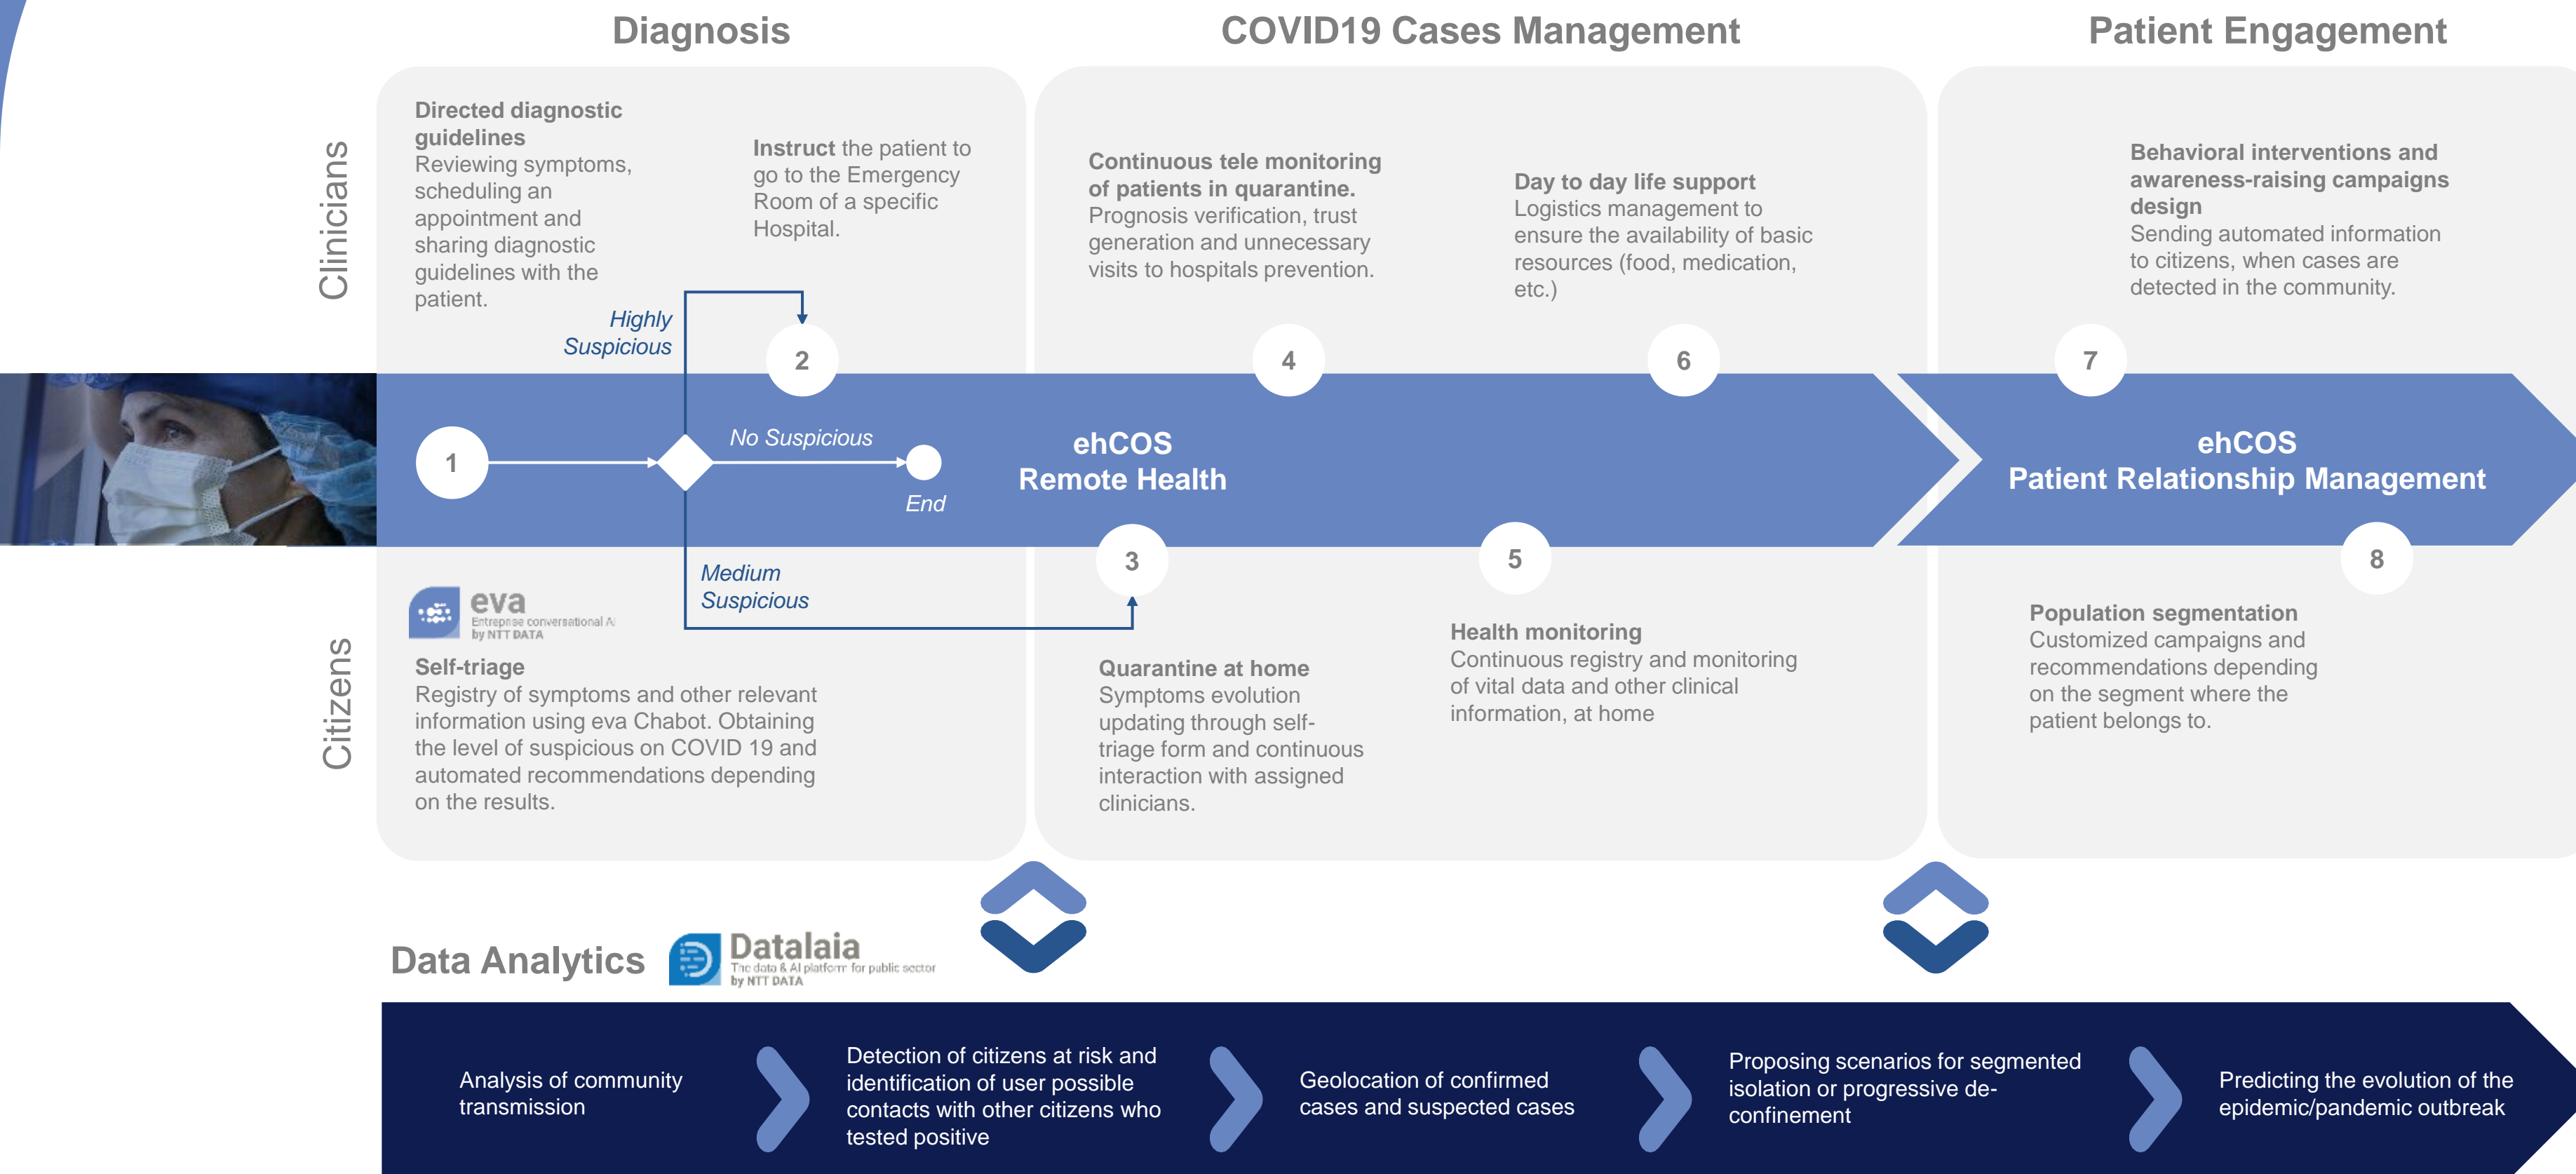 Diagnosis
COVID19 Cases Management
Patient Engagement
Clinicians
Directed diagnostic
guidelines
Reviewing symptoms,
scheduling an
appointment and
sharing diagnostic
guidelines with the
patient.
Instruct the patient to
go to the Emergency
Room of a specific
Hospital.
Continuous tele monitoring
of patients in quarantine.
Prognosis verification, trust
generation and unnecessary
visits to hospitals prevention.
Day to day life support
Logistics management to
ensure the availability of basic
resources (food, medication,
etc.)
Behavioral interventions and
awareness-raising campaigns
design
Sending automated information
to citizens, when cases are
detected in the community.
Highly
Suspicious
2
4
6
7
1
No Suspicious
End
ehCOS
Remote Health
ehCOS
Patient Relationship Management
3
5
8
Medium
Suspicious
Citizens
eva
Entreprise conversational AI
by NTT DATA
Self-triage
Registry of symptoms and other relevant
information using eva Chabot. Obtaining
the level of suspicious on COVID 19 and
automated recommendations depending
on the results.
Quarantine at home
Symptoms evolution
updating through self-
triage form and continuous
interaction with assigned
clinicians.
Health monitoring
Continuous registry and monitoring
of vital data and other clinical
information, at home
Population segmentation
Customized campaigns and
recommendations depending
on the segment where the
patient belongs to.
Data Analytics
Datalaia
The data & AI platform for public sector
by NTT DATA
Analysis of community
transmission
Detection of citizens at risk and
identification of user possible
contacts with other citizens who
tested positive
Geolocation of confirmed
cases and suspected cases
Proposing scenarios for segmented
isolation or progressive de-
confinement
Predicting the evolution of the
epidemic/pandemic outbreak